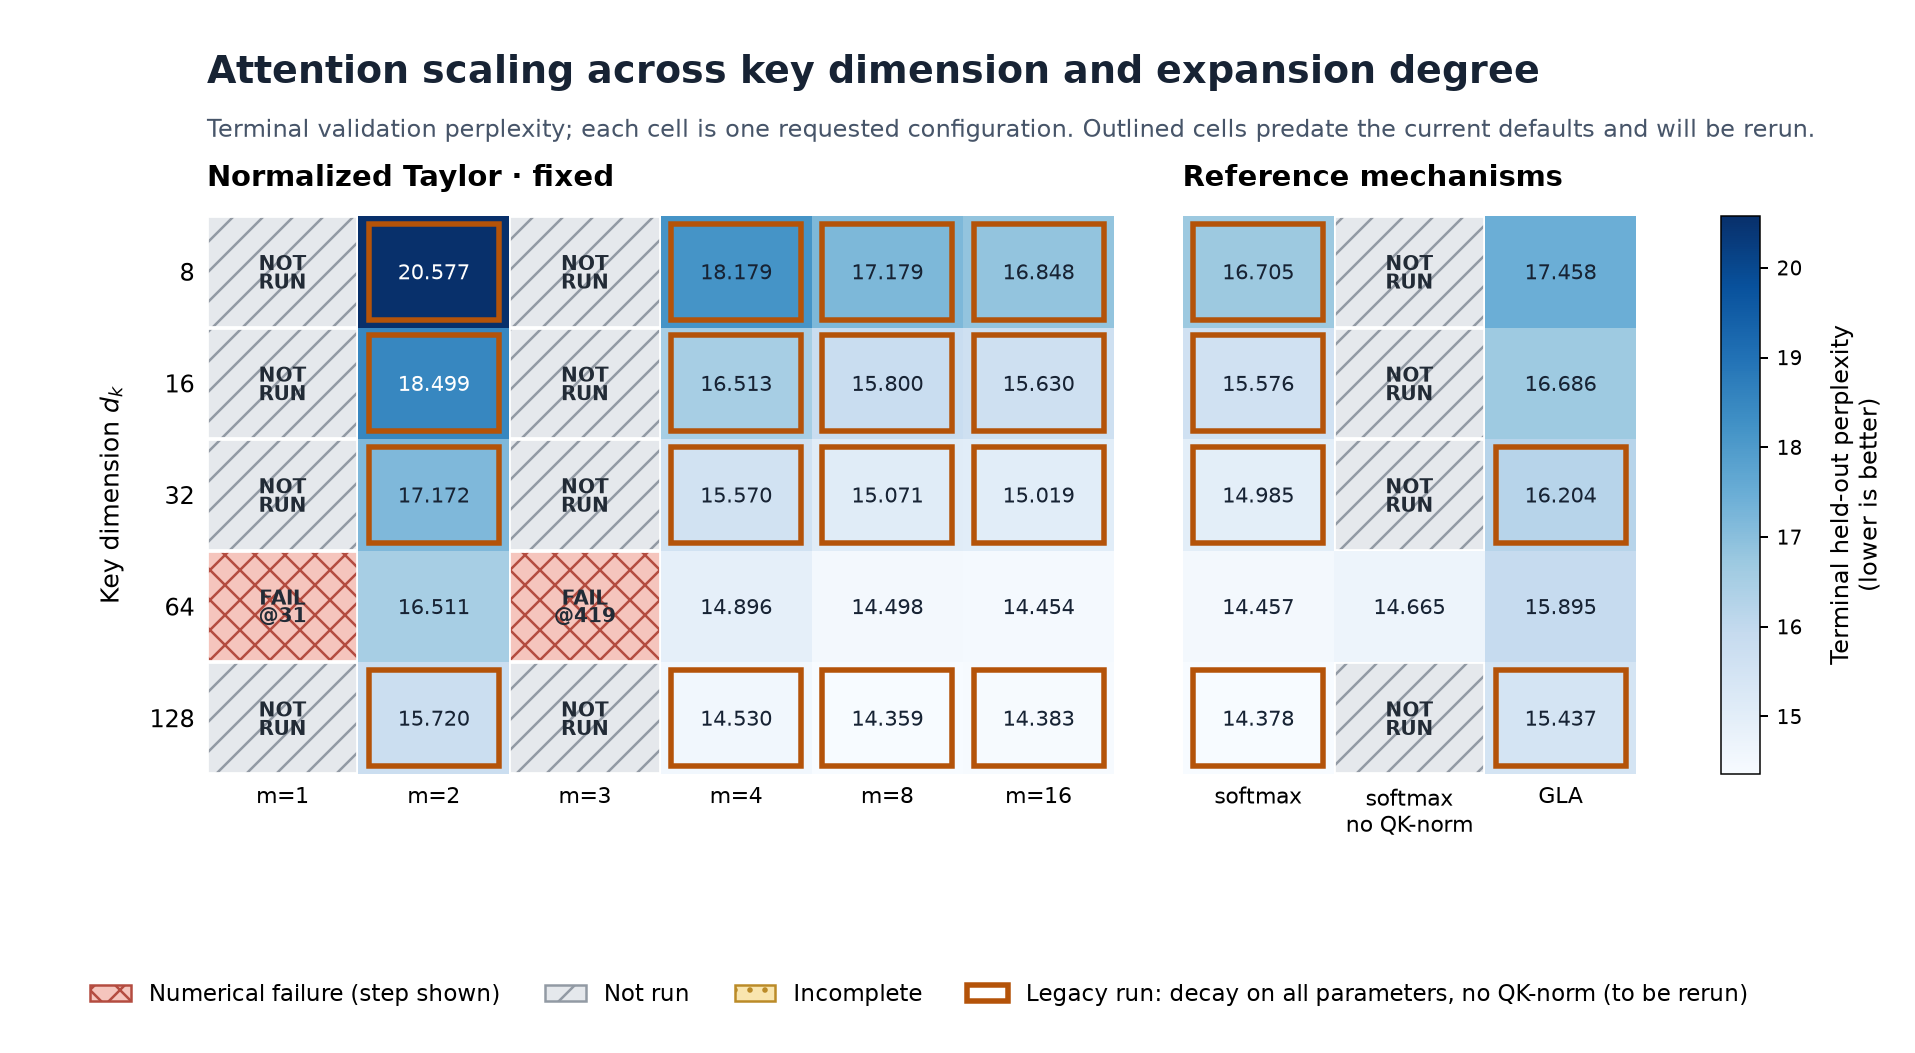 Attention scaling across key dimension and expansion degree
Terminal validation perplexity; each cell is one requested configuration. Outlined cells predate the current defaults and will be rerun.
Normalized Taylor · fixed
Reference mechanisms
Key dimension dₖ
8
NOT
RUN
20.577
NOT
RUN
18.179
17.179
16.848
16.705
NOT
RUN
17.458
16
NOT
RUN
18.499
NOT
RUN
16.513
15.800
15.630
15.576
NOT
RUN
16.686
32
NOT
RUN
17.172
NOT
RUN
15.570
15.071
15.019
14.985
NOT
RUN
16.204
64
FAIL
@31
16.511
FAIL
@419
14.896
14.498
14.454
14.457
14.665
15.895
128
NOT
RUN
15.720
NOT
RUN
14.530
14.359
14.383
14.378
NOT
RUN
15.437
m=1
m=2
m=3
m=4
m=8
m=16
softmax
softmax
no QK-norm
GLA
20
19
18
17
16
15
Terminal held-out perplexity
(lower is better)
Numerical failure (step shown)
Not run
Incomplete
Legacy run: decay on all parameters, no QK-norm (to be rerun)